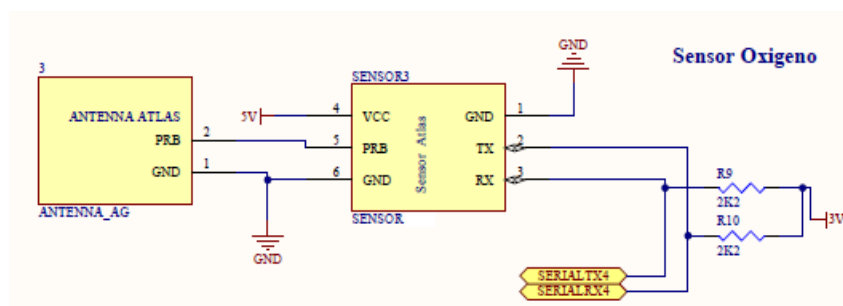 Sensor Oxigeno
3
ANTENNA ATLAS
PRB 2
GND 1
ANTENNA_AG
GND
5V
SENSOR3
4 VCC
5 PRB
6 GND
Sensor Atlas
GND 1
TX 2
RX 3
SENSOR
GND
R9
2K2
R10
2K2
3V
SERIALTX4
SERIALRX4